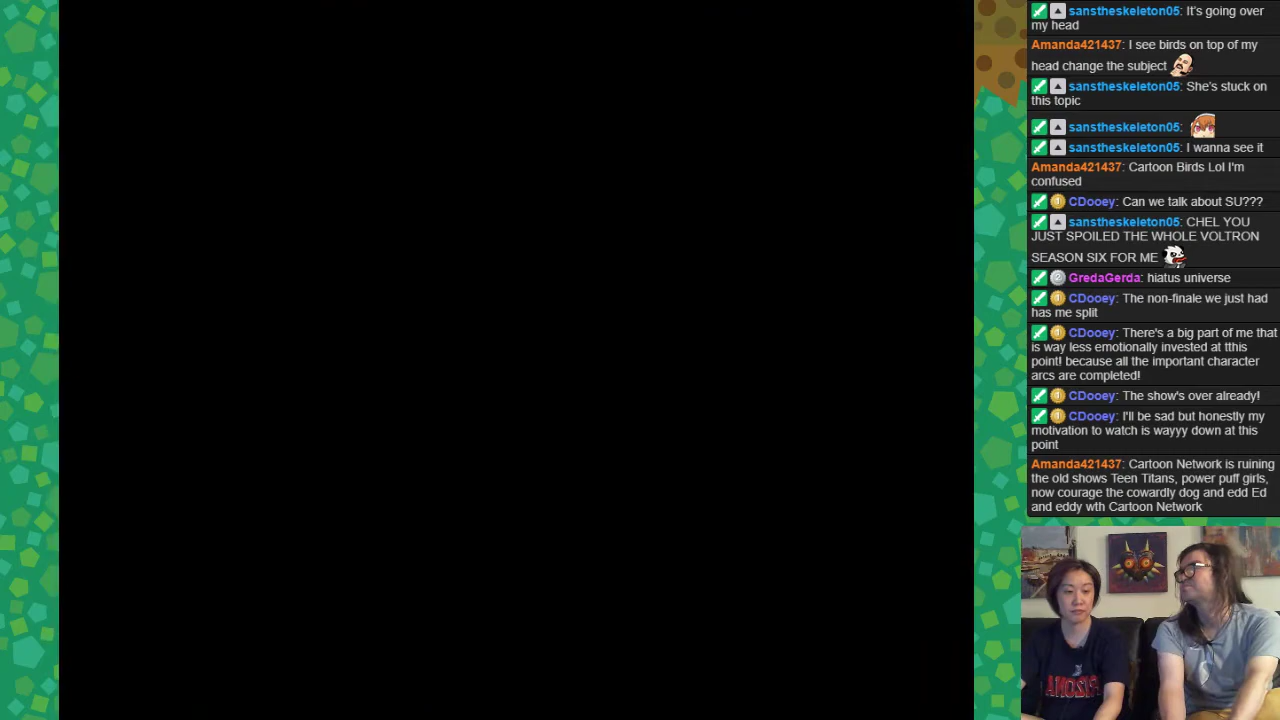 sanstheskeleton05: It's going over
my head
Amanda421437: I see birds on top of my
head change the subject
sanstheskeleton05: She's stuck on
this topic
sanstheskeleton05:
sanstheskeleton05: I wanna see it
Amanda421437: Cartoon Birds Lol I'm
confused
CDooey: Can we talk about SU???
sanstheskeleton05: CHEL YOU
JUST SPOILED THE WHOLE VOLTRON
SEASON SIX FOR ME
GredaGerda: hiatus universe
CDooey: The non-finale we just had
has me split
CDooey: There's a big part of me that
is way less emotionally invested at tthis
point! because all the important character
arcs are completed!
CDooey: The show's over already!
CDooey: I'll be sad but honestly my
motivation to watch is wayyy down at this
point
Amanda421437: Cartoon Network is ruining
the old shows Teen Titans, power puff girls,
now courage the cowardly dog and edd Ed
and eddy wth Cartoon Network
ARIZONA